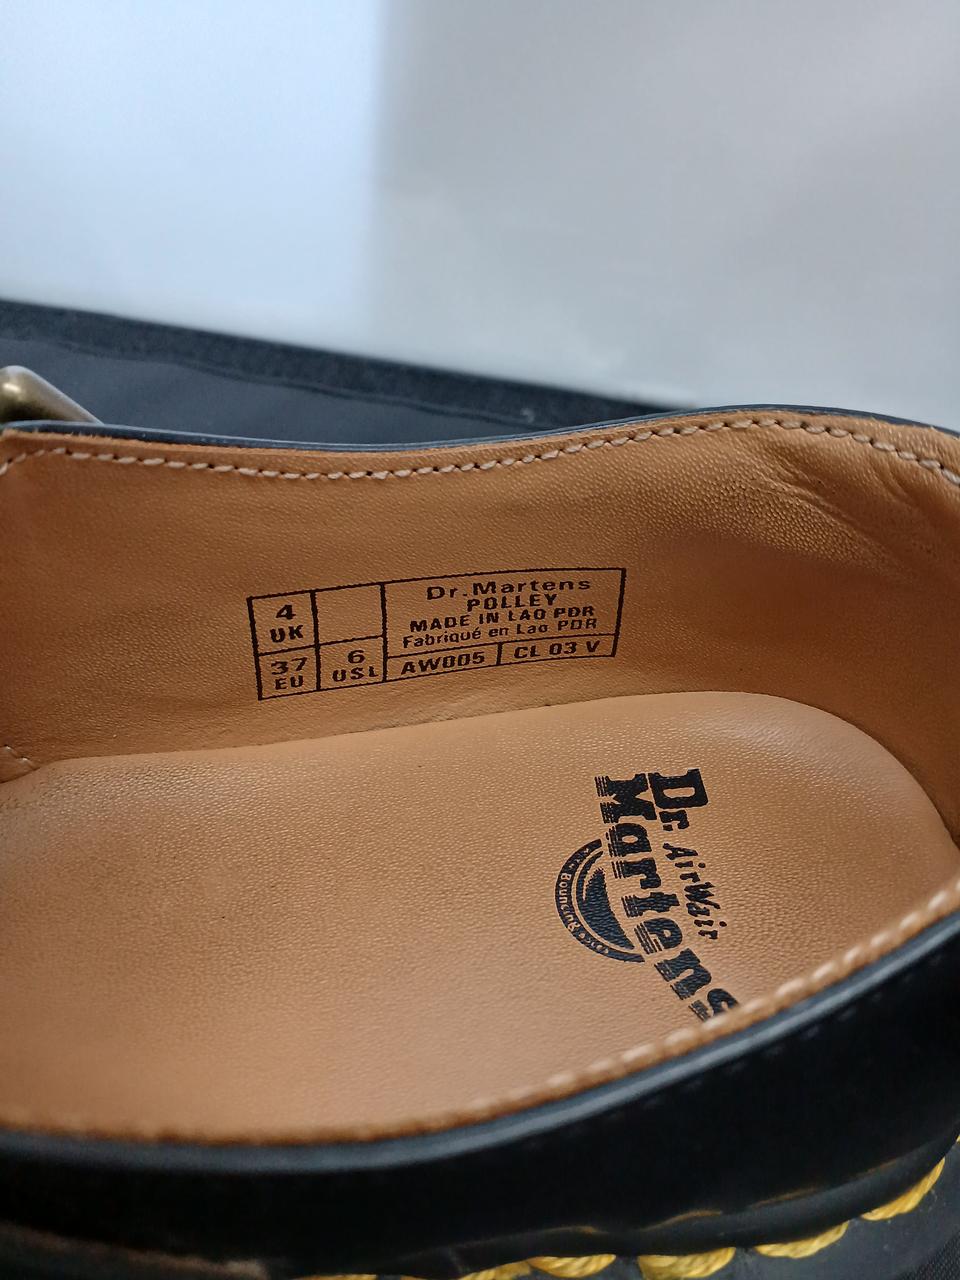 4
UK
37
EU
6
USL
Dr.Martens
POLLEY
MADE IN LAO PDR
Fabriqué en Lao PDR
AW005
CL 03 V
Dr. AirWair
Martens